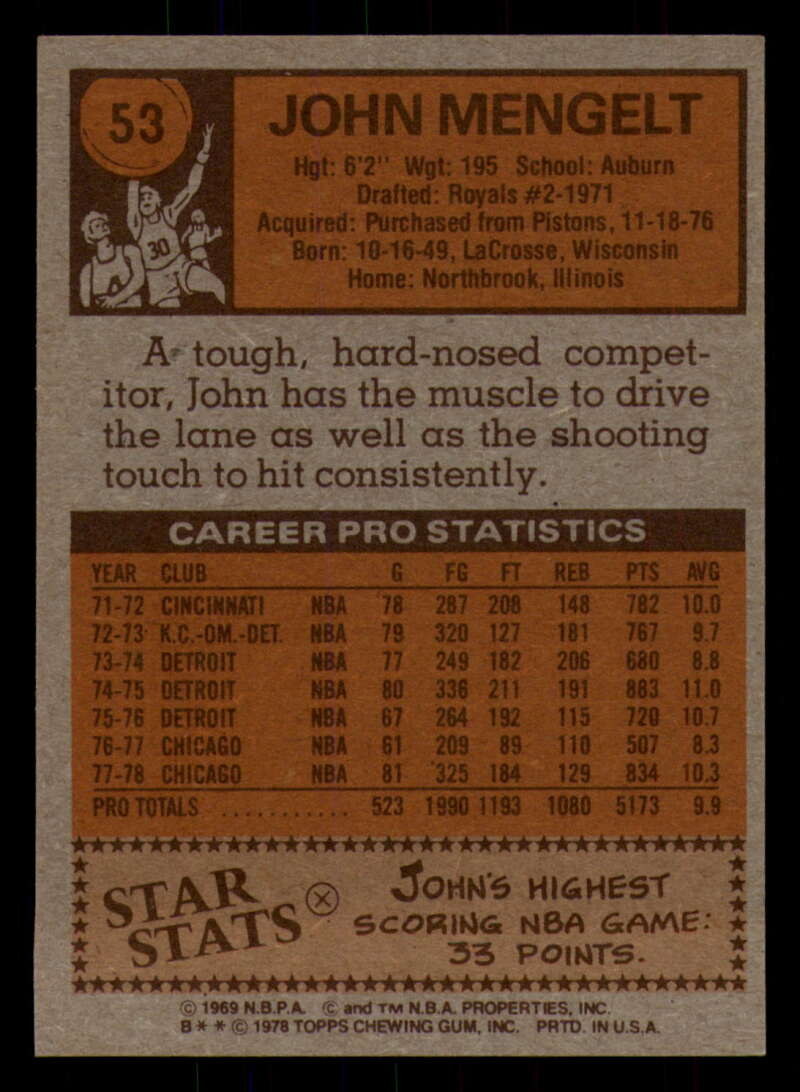 53
JOHN MENGELT
Hgt: 6'2" Wgt: 195 School: Auburn
Drafted: Royals #2-1971
Acquired: Purchased from Pistons, 11-18-76
Born: 10-16-49, LaCrosse, Wisconsin
Home: Northbrook, Illinois
30
A tough, hard-nosed compet-
itor, John has the muscle to drive
the lane as well as the shooting
touch to hit consistently.
CAREER PRO STATISTICS
YEAR CLUB G FG FT REB PTS AVG
71-72 CINCINNATI NBA 78 287 208 148 782 10.0
72-73 K.C.-OM.-DET. NBA 79 320 127 181 767 9.7
73-74 DETROIT NBA 77 249 182 206 680 8.8
74-75 DETROIT NBA 80 336 211 191 883 11.0
75-76 DETROIT NBA 67 264 192 115 720 10.7
76-77 CHICAGO NBA 61 209 89 110 507 8.3
77-78 CHICAGO NBA 81 325 184 129 834 10.3
PRO TOTALS ............ 523 1990 1193 1080 5173 9.9
STAR STATS
JOHN'S HIGHEST
SCORING NBA GAME:
33 POINTS.
© 1969 N.B.P.A. © and TM N.B.A. PROPERTIES, INC.
B * * © 1978 TOPPS CHEWING GUM, INC. PRTD. IN U.S.A.